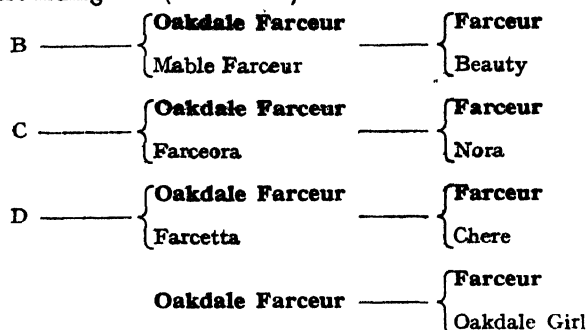 Oakdale Farceur Farceur
B
Mable Farceur Beauty
Oakdale Farceur Farceur
C
Farceora Nora
Oakdale Farceur Farceur
D
Farcetta Chere
Farceur
Oakdale Farceur
Oakdale Girl